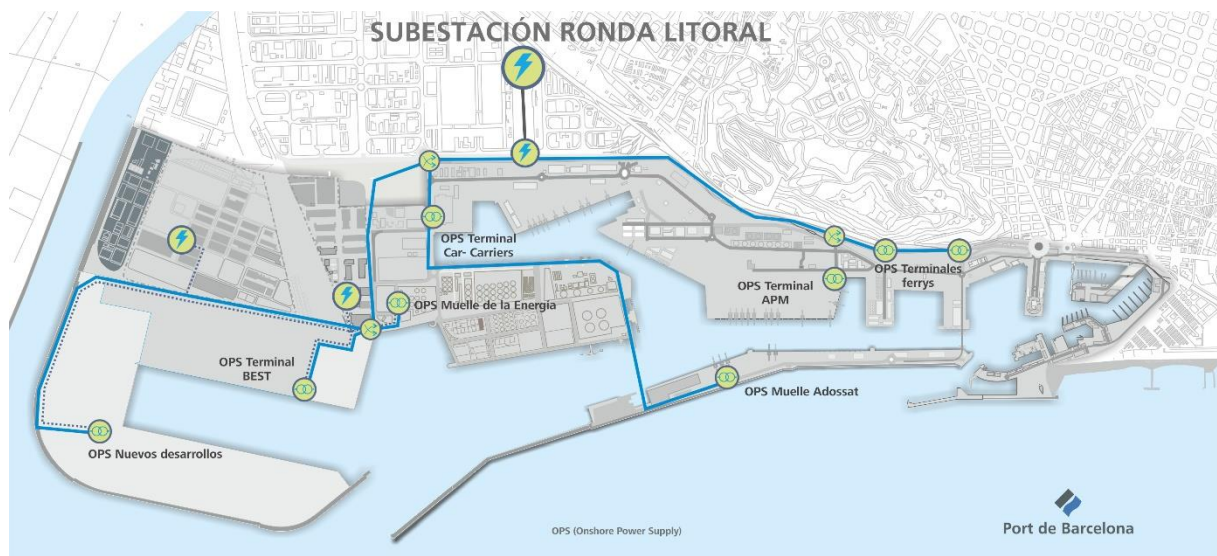 SUBESTACIÓN RONDA LITORAL
OPS Terminal
Car- Carriers
OPS Terminales
ferrys
OPS Terminal
APM
OPS Muelle de la Energia
OPS Terminal
BEST
OPS Muelle Adossat
OPS Nuevos desarrollos
OPS (Onshore Power Supply)
Port de Barcelona